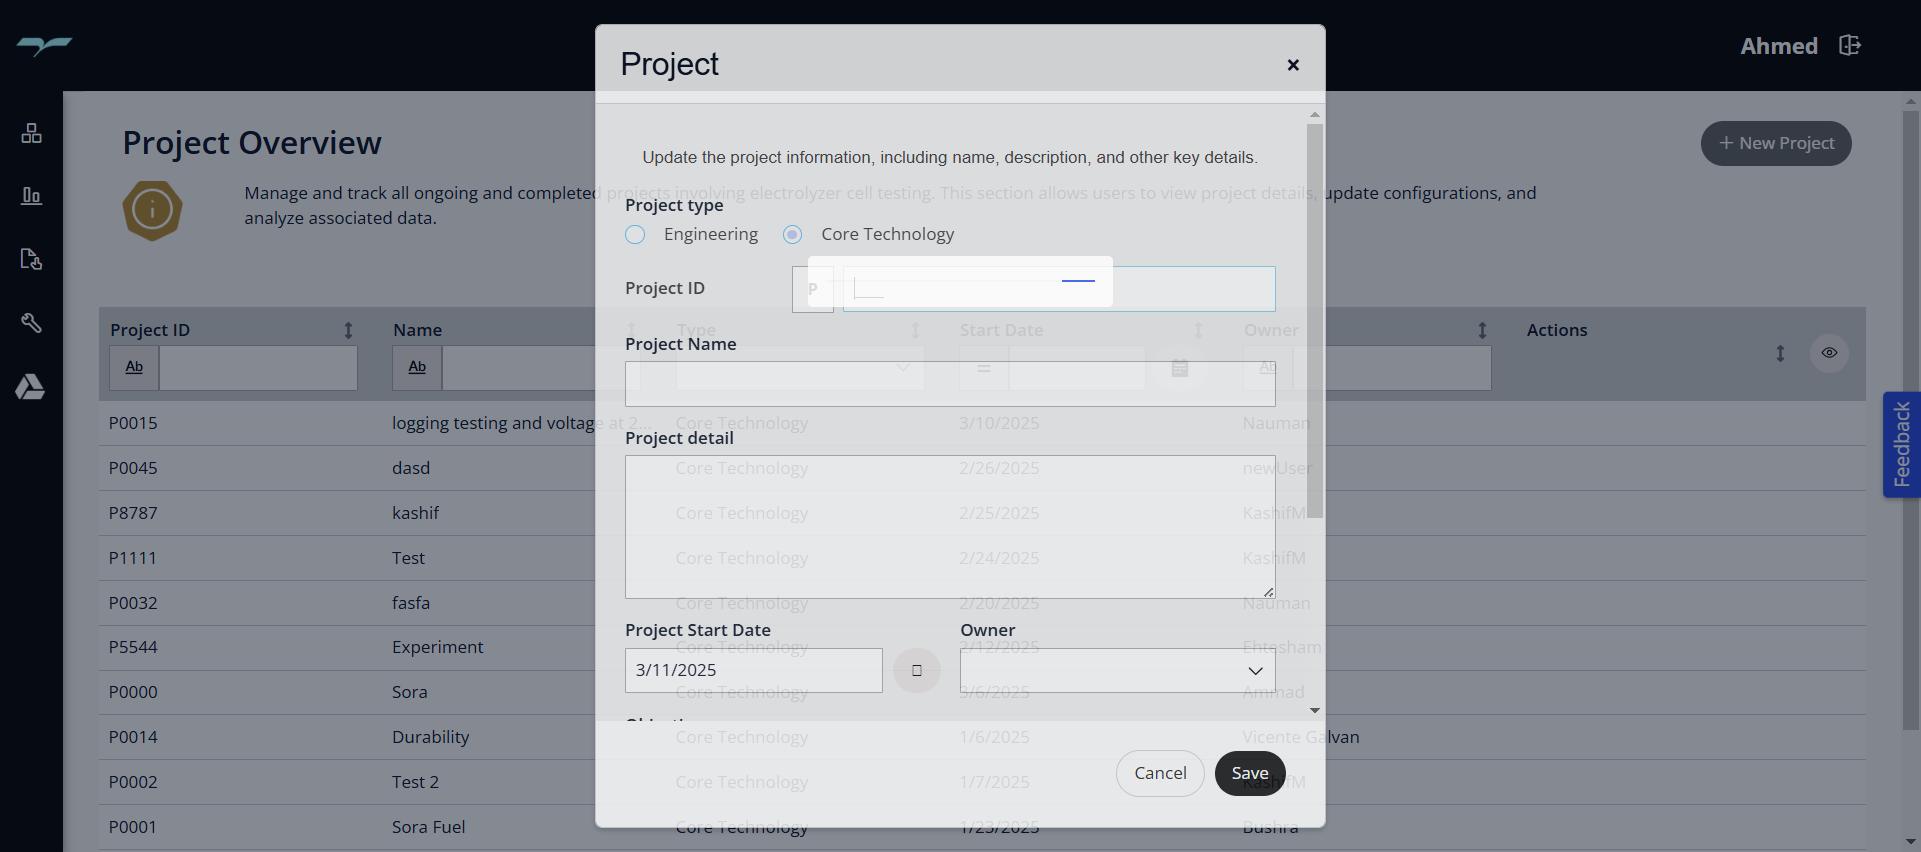 Ahmed
Project
Project Overview
+ New Project
Manage and track all ongoing and completed projects involving electrolyzer cell testing. This section allows users to view project details, update configurations, and
analyze associated data.
Update the project information, including name, description, and other key details.
Project type
Engineering
Core Technology
Project ID
P
Project Name
Project detail
Project Start Date
Owner
3/11/2025
Cancel
Save
Feedback
Project ID Name Type Start Date Owner Actions
Ab Ab = Ab
P0015 logging testing and voltage at 2... Core Technology 3/10/2025 Nauman
P0045 dasd Core Technology 2/26/2025 newUser
P8787 kashif Core Technology 2/25/2025 KashifM
P1111 Test Core Technology 2/24/2025 KashifM
P0032 fasfa Core Technology 2/20/2025 Nauman
P5544 Experiment Core Technology 2/12/2025 Ehtesham
P0000 Sora Core Technology 3/6/2025 Ammad
P0014 Durability Core Technology 1/6/2025 Vicente Galvan
P0002 Test 2 Core Technology 1/7/2025 KashifM
P0001 Sora Fuel Core Technology 1/23/2025 Bushra